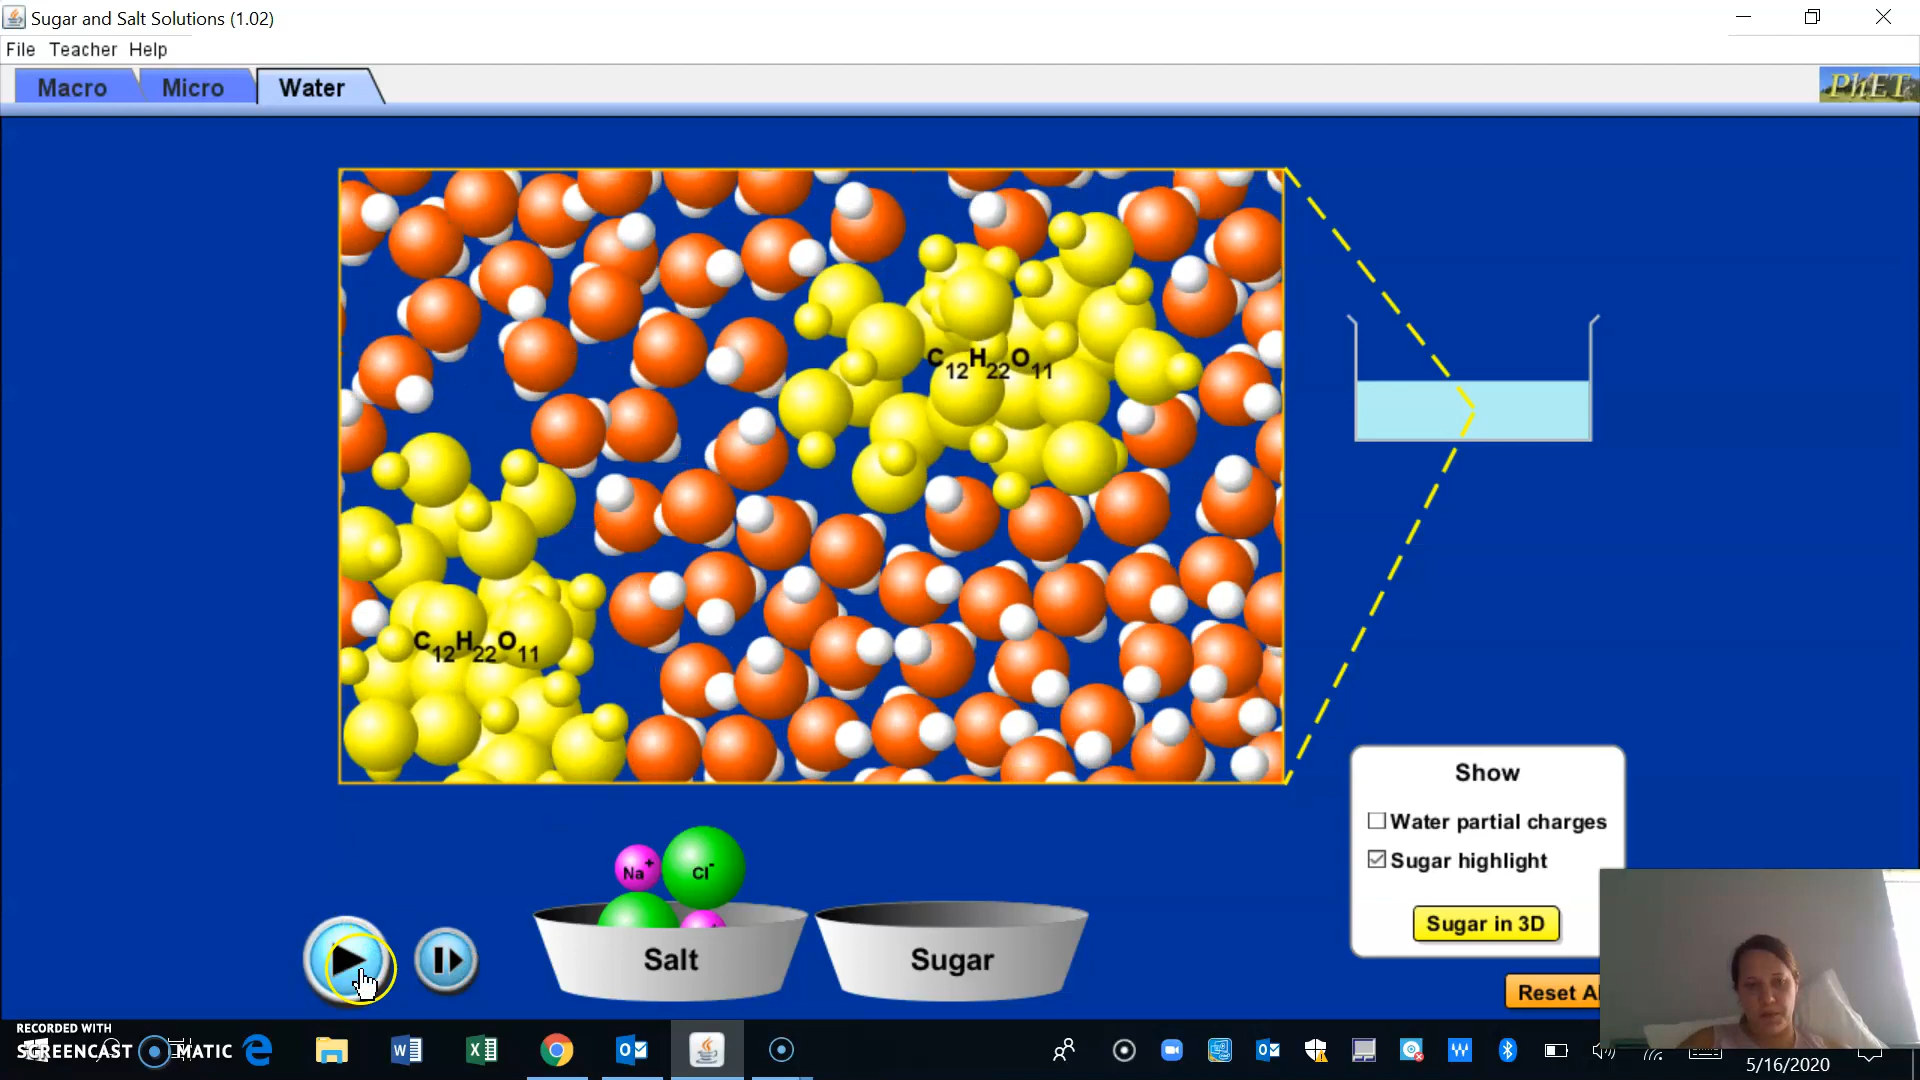 Sugar and Salt Solutions (1.02)
File Teacher Help
Macro Micro Water
PhET
C12H22O11
C12H22O11
Show
Water partial charges
Sugar highlight
Sugar in 3D
Na+ Cl-
Salt Sugar
Reset Al
RECORDED WITH
SCREENCAST MATIC
5/16/2020